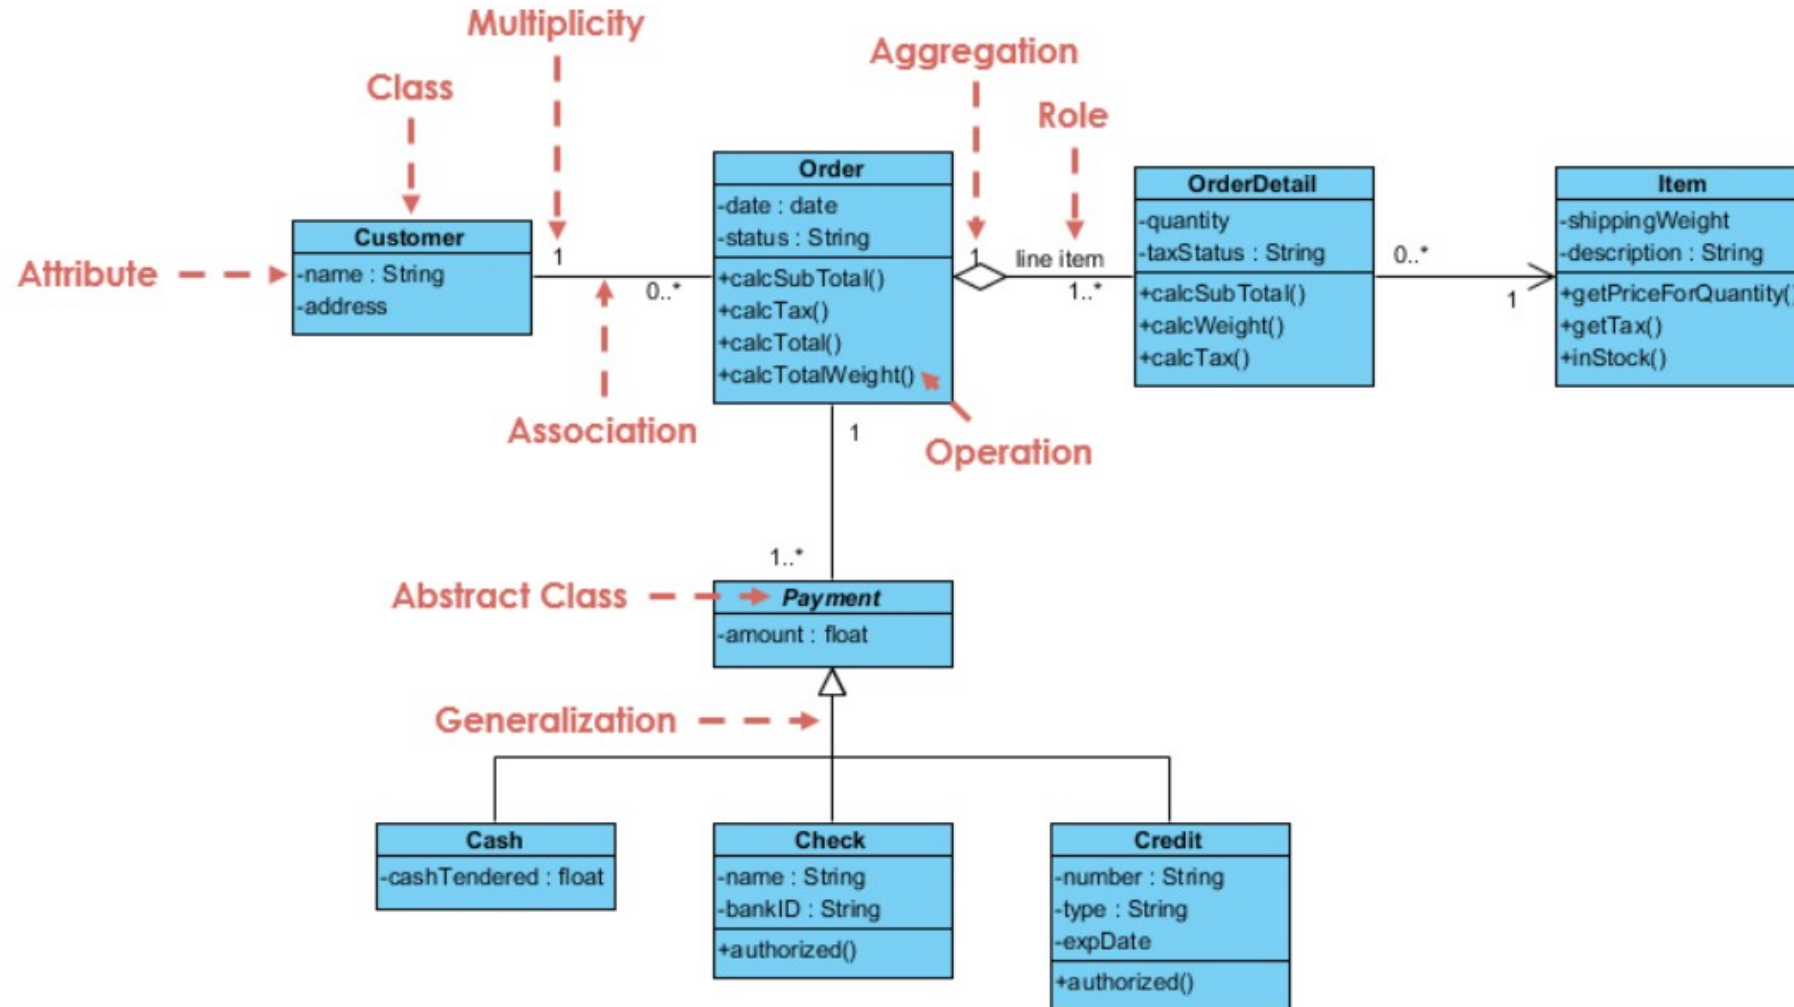 Multiplicity
Aggregation
Class
Role
Attribute
Customer
-name : String
-address
1
0..*
Association
Order
-date : date
-status : String
+calcSubTotal()
+calcTax()
+calcTotal()
+calcTotalWeight()
Operation
1
line item
1..*
OrderDetail
-quantity
-taxStatus : String
+calcSubTotal()
+calcWeight()
+calcTax()
0..*
1
Item
-shippingWeight
-description : String
+getPriceForQuantity()
+getTax()
+inStock()
1
1..*
Abstract Class
Payment
-amount : float
Generalization
Cash
-cashTendered : float
Check
-name : String
-bankID : String
+authorized()
Credit
-number : String
-type : String
-expDate
+authorized()